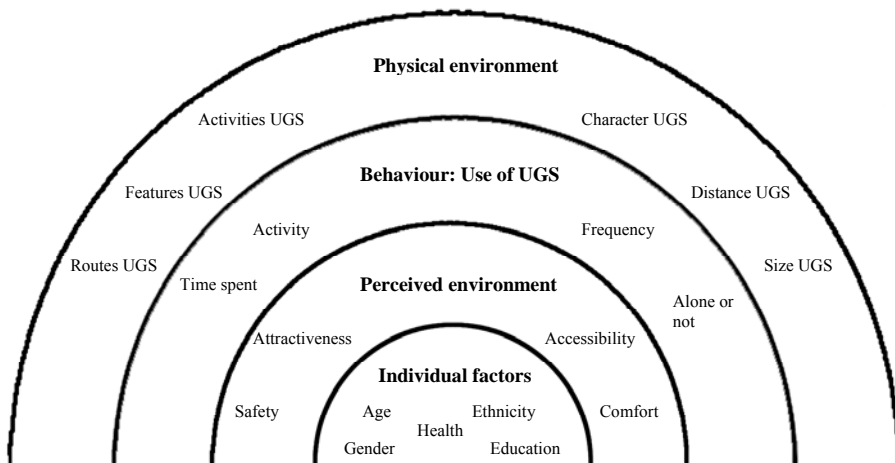 Physical environment
Activities UGS
Character UGS
Behaviour: Use of UGS
Features UGS
Distance UGS
Activity
Frequency
Routes UGS
Size UGS
Time spent
Perceived environment
Alone or
not
Attractiveness
Accessibility
Individual factors
Safety
Age
Ethnicity
Comfort
Health
Gender
Education